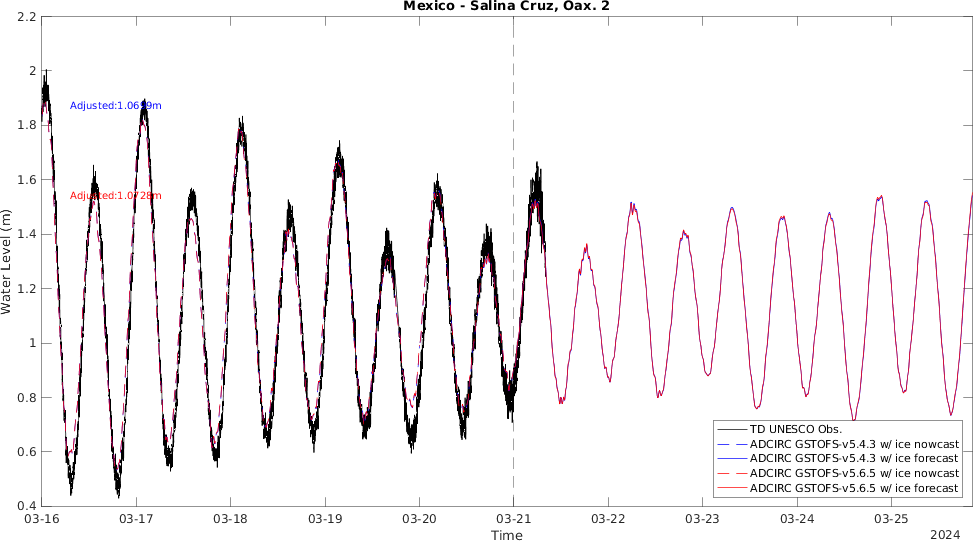 Mexico - Salina Cruz, Oax. 2
2.2
2
1.8
1.6
1.4
1.2
1
0.8
0.6
0.4
Water Level (m)
Adjusted:1.0699m
Adjusted:1.0728m
TD UNESCO Obs.
ADCIRC GSTOFS-v5.4.3 w/ ice nowcast
ADCIRC GSTOFS-v5.4.3 w/ ice forecast
ADCIRC GSTOFS-v5.6.5 w/ ice nowcast
ADCIRC GSTOFS-v5.6.5 w/ ice forecast
03-16 03-17 03-18 03-19 03-20 03-21 03-22 03-23 03-24 03-25
Time
2024